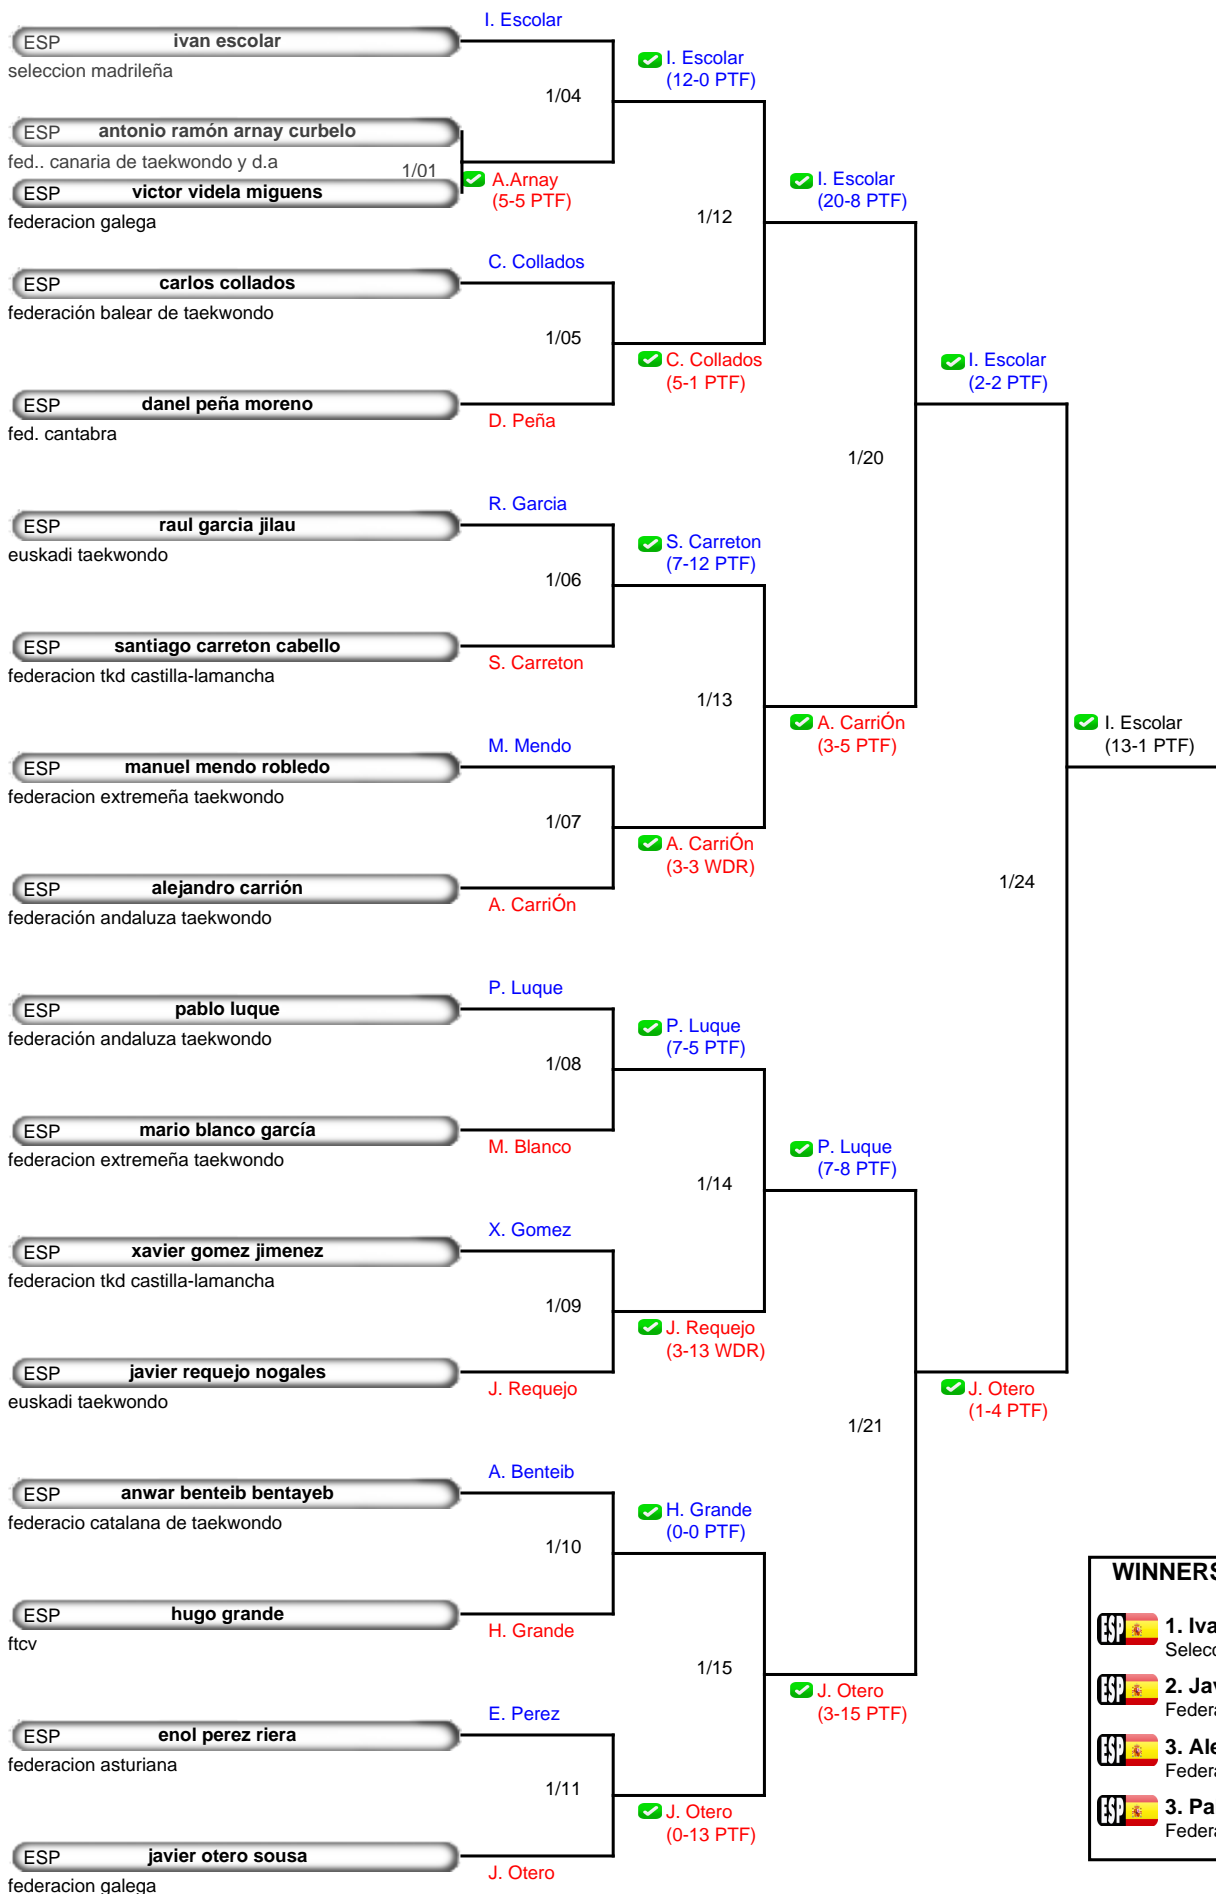 I. Escolar
ESP ivan escolar
seleccion madrileña
I. Escolar
(12-0 PTF)
1/04
ESP antonio ramón arnay curbelo
fed.. canaria de taekwondo y d.a
1/01
A.Arnay
(5-5 PTF)
ESP victor videla miguens
federacion galega
I. Escolar
(20-8 PTF)
1/12
C. Collados
ESP carlos collados
federación balear de taekwondo
1/05
C. Collados
(5-1 PTF)
I. Escolar
(2-2 PTF)
ESP danel peña moreno
fed. cantabra
D. Peña
1/20
R. Garcia
ESP raul garcia jilau
euskadi taekwondo
S. Carreton
(7-12 PTF)
1/06
ESP santiago carreton cabello
federacion tkd castilla-lamancha
S. Carreton
1/13
A. CarriÓn
(3-5 PTF)
I. Escolar
(13-1 PTF)
M. Mendo
ESP manuel mendo robledo
federacion extremeña taekwondo
1/07
A. CarriÓn
(3-3 WDR)
1/24
ESP alejandro carrión
federación andaluza taekwondo
A. CarriÓn
P. Luque
ESP pablo luque
federación andaluza taekwondo
P. Luque
(7-5 PTF)
1/08
ESP mario blanco garcía
federacion extremeña taekwondo
M. Blanco
P. Luque
(7-8 PTF)
1/14
X. Gomez
ESP xavier gomez jimenez
federacion tkd castilla-lamancha
1/09
J. Requejo
(3-13 WDR)
ESP javier requejo nogales
euskadi taekwondo
J. Requejo
J. Otero
(1-4 PTF)
1/21
A. Benteib
ESP anwar benteib bentayeb
federacio catalana de taekwondo
H. Grande
(0-0 PTF)
1/10
ESP hugo grande
ftcv
H. Grande
1/15
J. Otero
(3-15 PTF)
E. Perez
ESP enol perez riera
federacion asturiana
1/11
J. Otero
(0-13 PTF)
ESP javier otero sousa
federacion galega
J. Otero
WINNERS
ESP 1. Iva
Selecc
ESP 2. Jav
Federa
ESP 3. Ale
Federa
ESP 3. Pa
Federa